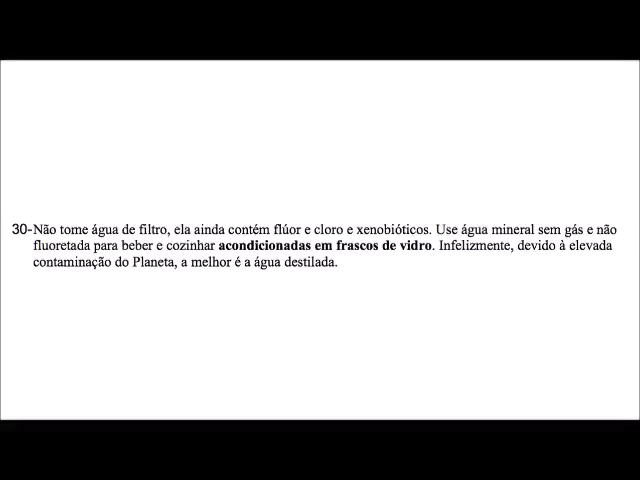 30-Não tome água de filtro, ela ainda contém flúor e cloro e xenobióticos. Use água mineral sem gás e não
fluoretada para beber e cozinhar acondicionadas em frascos de vidro. Infelizmente, devido à elevada
contaminação do Planeta, a melhor é a água destilada.